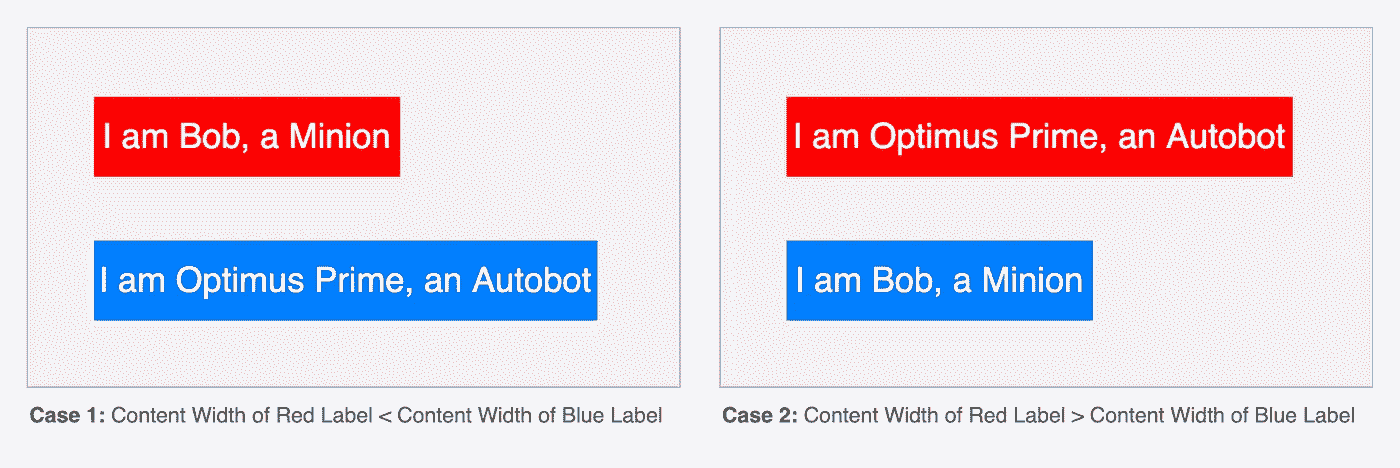 I am Bob, a Minion
I am Optimus Prime, an Autobot
Case 1: Content Width of Red Label < Content Width of Blue Label
I am Optimus Prime, an Autobot
I am Bob, a Minion
Case 2: Content Width of Red Label > Content Width of Blue Label